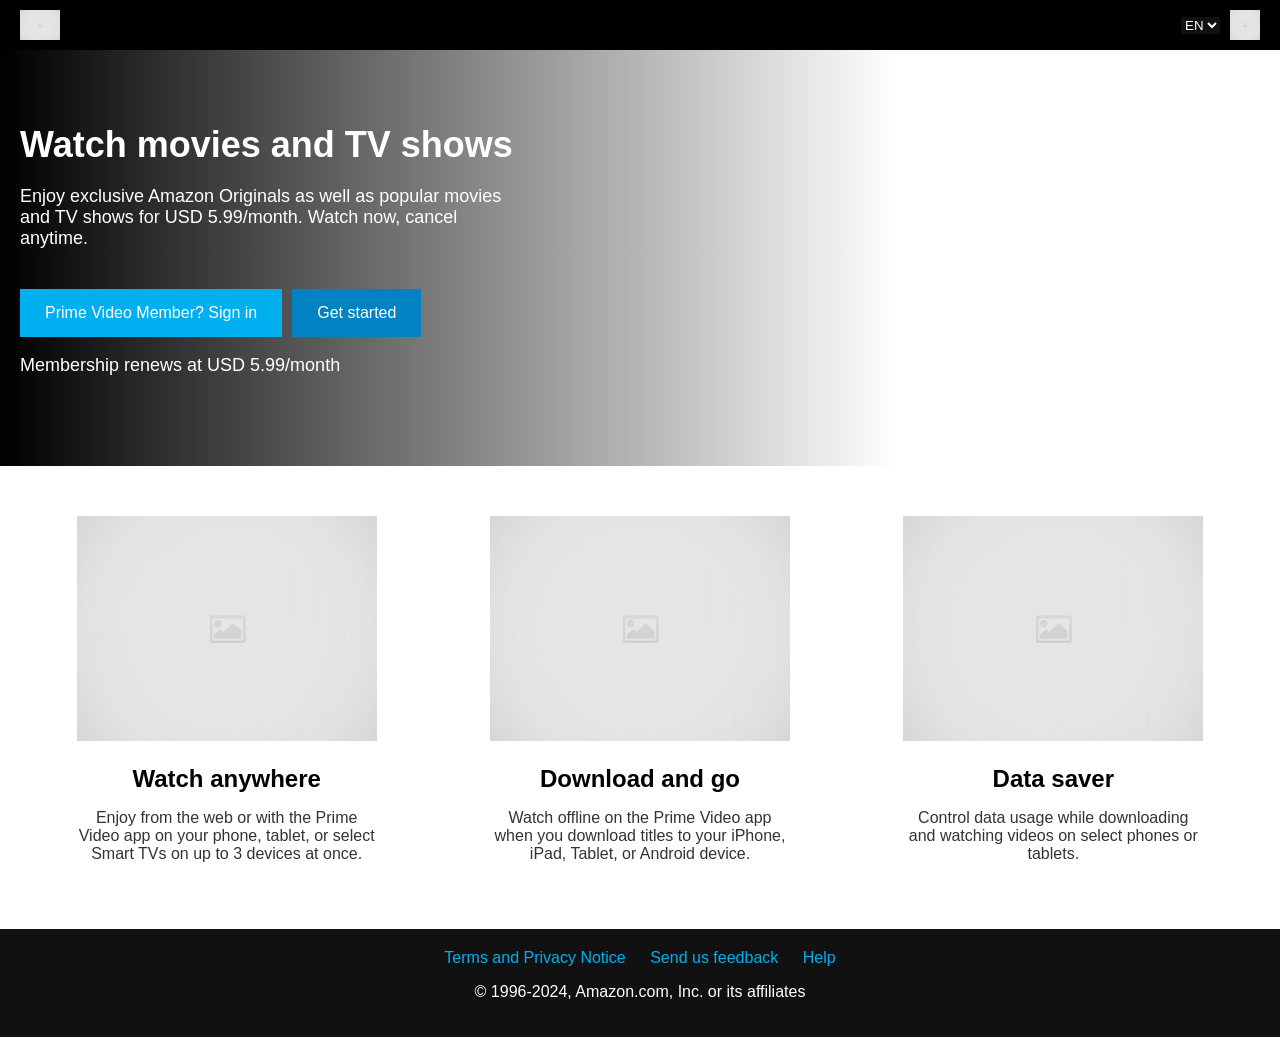 EN
Watch movies and TV shows
Enjoy exclusive Amazon Originals as well as popular movies
and TV shows for USD 5.99/month. Watch now, cancel
anytime.
Prime Video Member? Sign in
Get started
Membership renews at USD 5.99/month
Watch anywhere
Enjoy from the web or with the Prime
Video app on your phone, tablet, or select
Smart TVs on up to 3 devices at once.
Download and go
Watch offline on the Prime Video app
when you download titles to your iPhone,
iPad, Tablet, or Android device.
Data saver
Control data usage while downloading
and watching videos on select phones or
tablets.
Terms and Privacy Notice
Send us feedback
Help
© 1996-2024, Amazon.com, Inc. or its affiliates